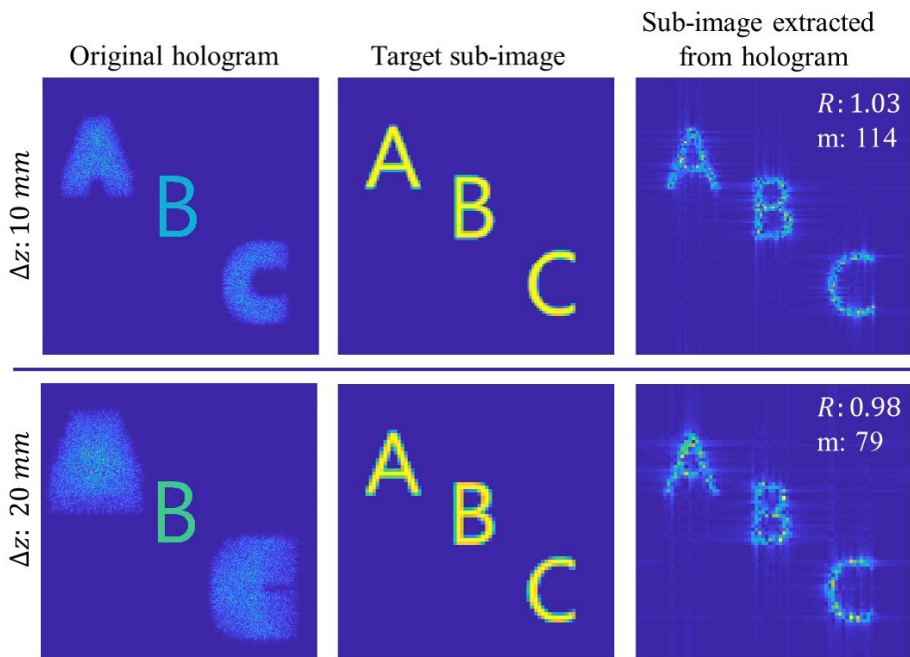 Original hologram
Target sub-image
Sub-image extracted
from hologram
Δz: 10 mm
A
B
C
A
B
C
R: 1.03
m: 114
A
B
C
Δz: 20 mm
A
B
C
A
B
C
R: 0.98
m: 79
A
B
C